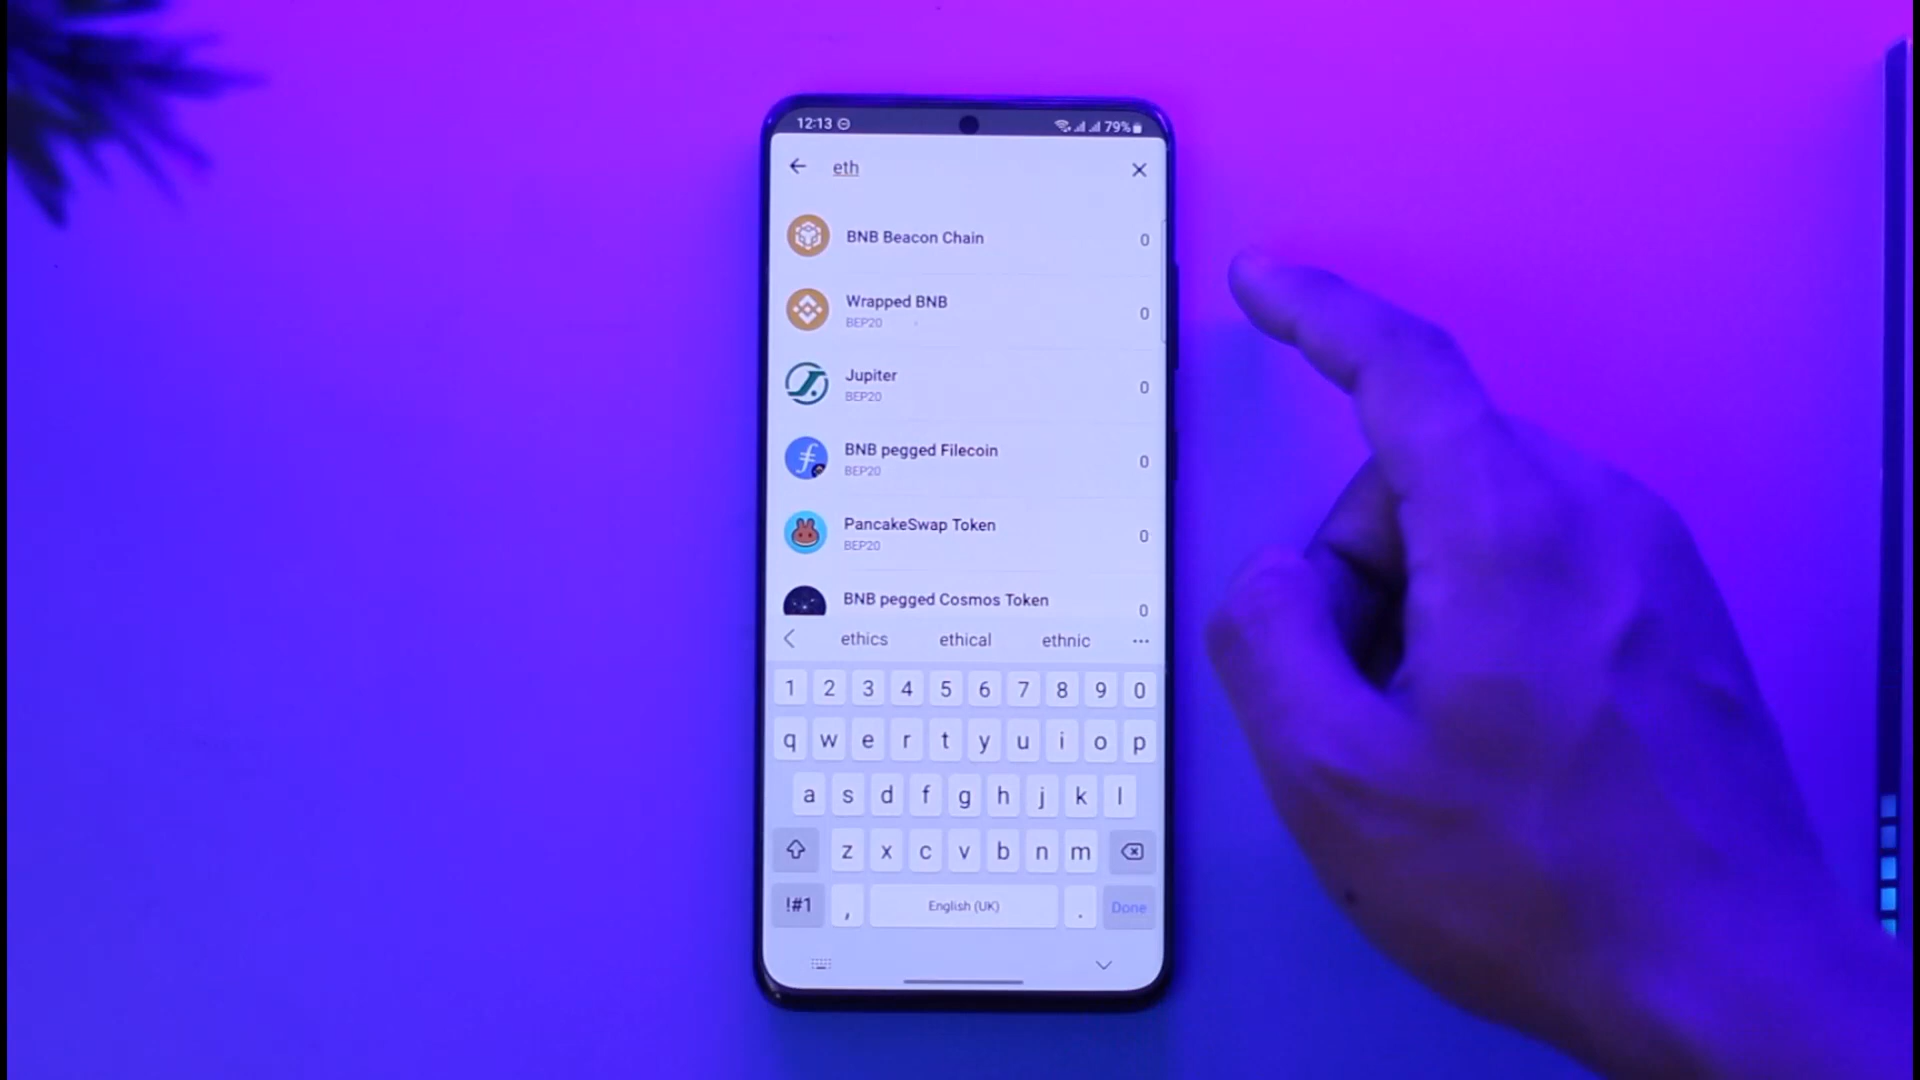 12:13
79%
eth
BNB Beacon Chain
0
Wrapped BNB
BEP20
0
Jupiter
BEP20
0
BNB pegged Filecoin
BEP20
0
PancakeSwap Token
BEP20
0
BNB pegged Cosmos Token
0
ethics ethical ethnic ...
1 2 3 4 5 6 7 8 9 0
q w e r t y u i o p
a s d f g h j k l
z x c v b n m
!#1 , English (UK) . Done